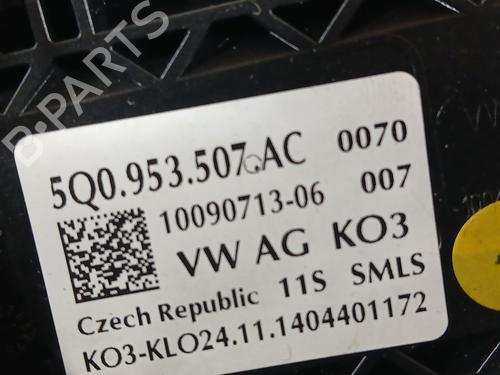 B-PARTS
5Q0.953.507.AC 0070
10090713-06 007
VW AG KO3
Czech Republic 11S SMLS
KO3-KLO24.11.1404401172